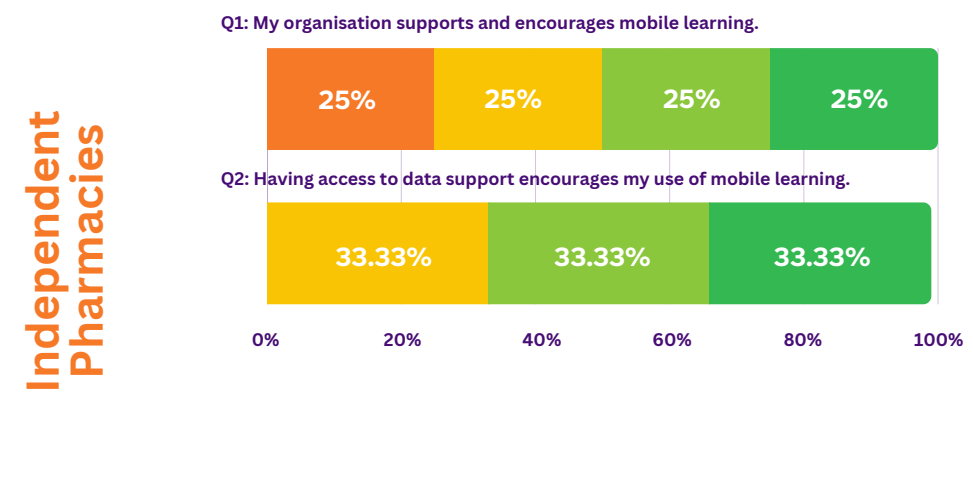 Independent
Pharmacies
Q1: My organisation supports and encourages mobile learning.
25% 25% 25% 25%
Q2: Having access to data support encourages my use of mobile learning.
33.33% 33.33% 33.33%
0% 20% 40% 60% 80% 100%